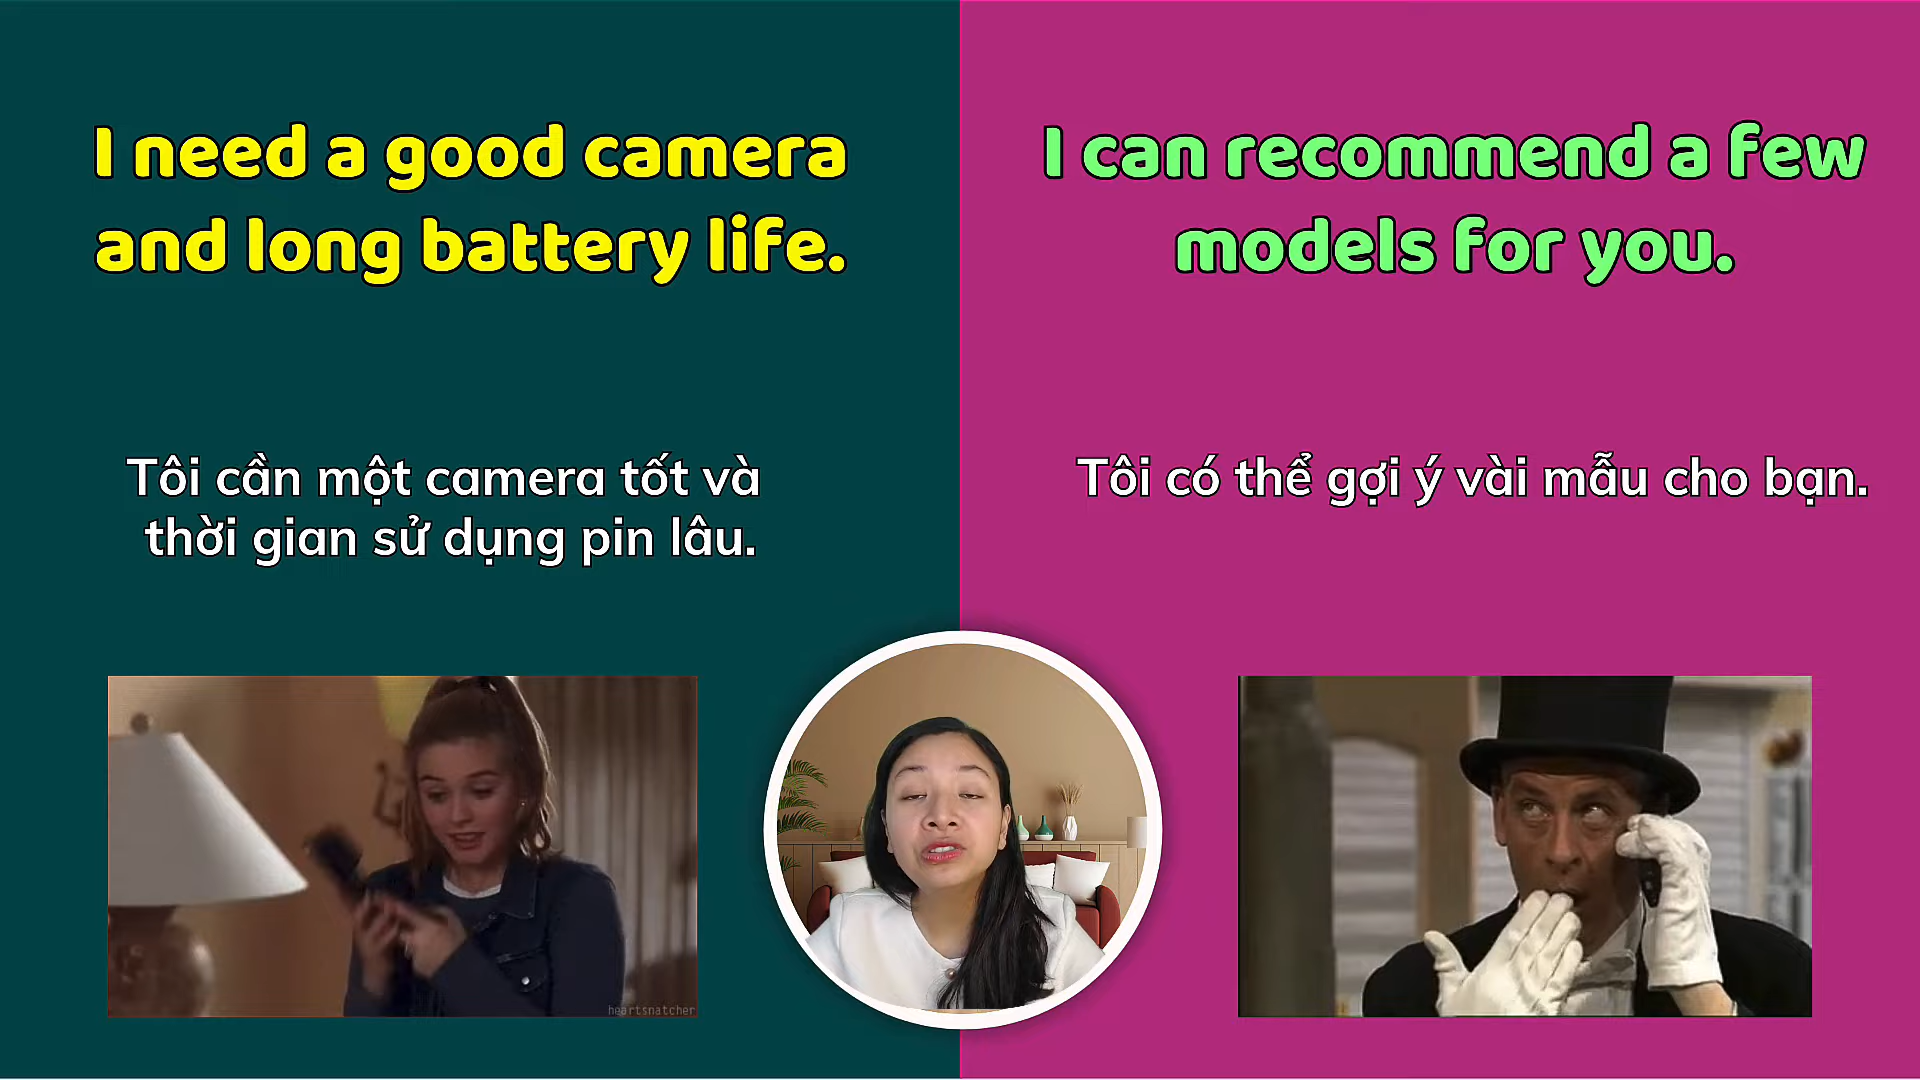 I need a good camera
and long battery life.
Tôi cần một camera tốt và
thời gian sử dụng pin lâu.
I can recommend a few
models for you.
Tôi có thể gợi ý vài mẫu cho bạn.
heartsnatcher